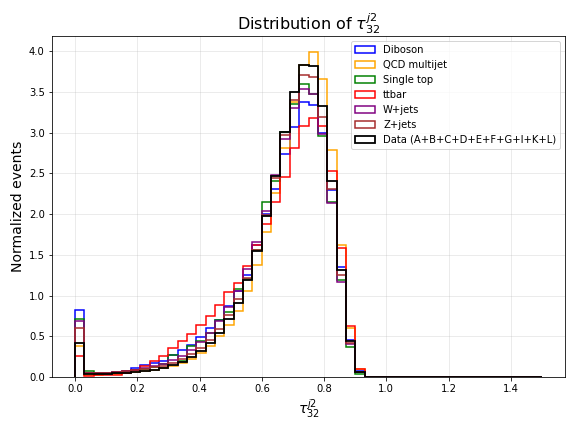 Distribution of τ₃₂ʲ²
Normalized events
4.0
3.5
3.0
2.5
2.0
1.5
1.0
0.5
0.0
0.0 0.2 0.4 0.6 0.8 1.0 1.2 1.4
τ₃₂ʲ²
Diboson
QCD multijet
Single top
ttbar
W+jets
Z+jets
Data (A+B+C+D+E+F+G+I+K+L)